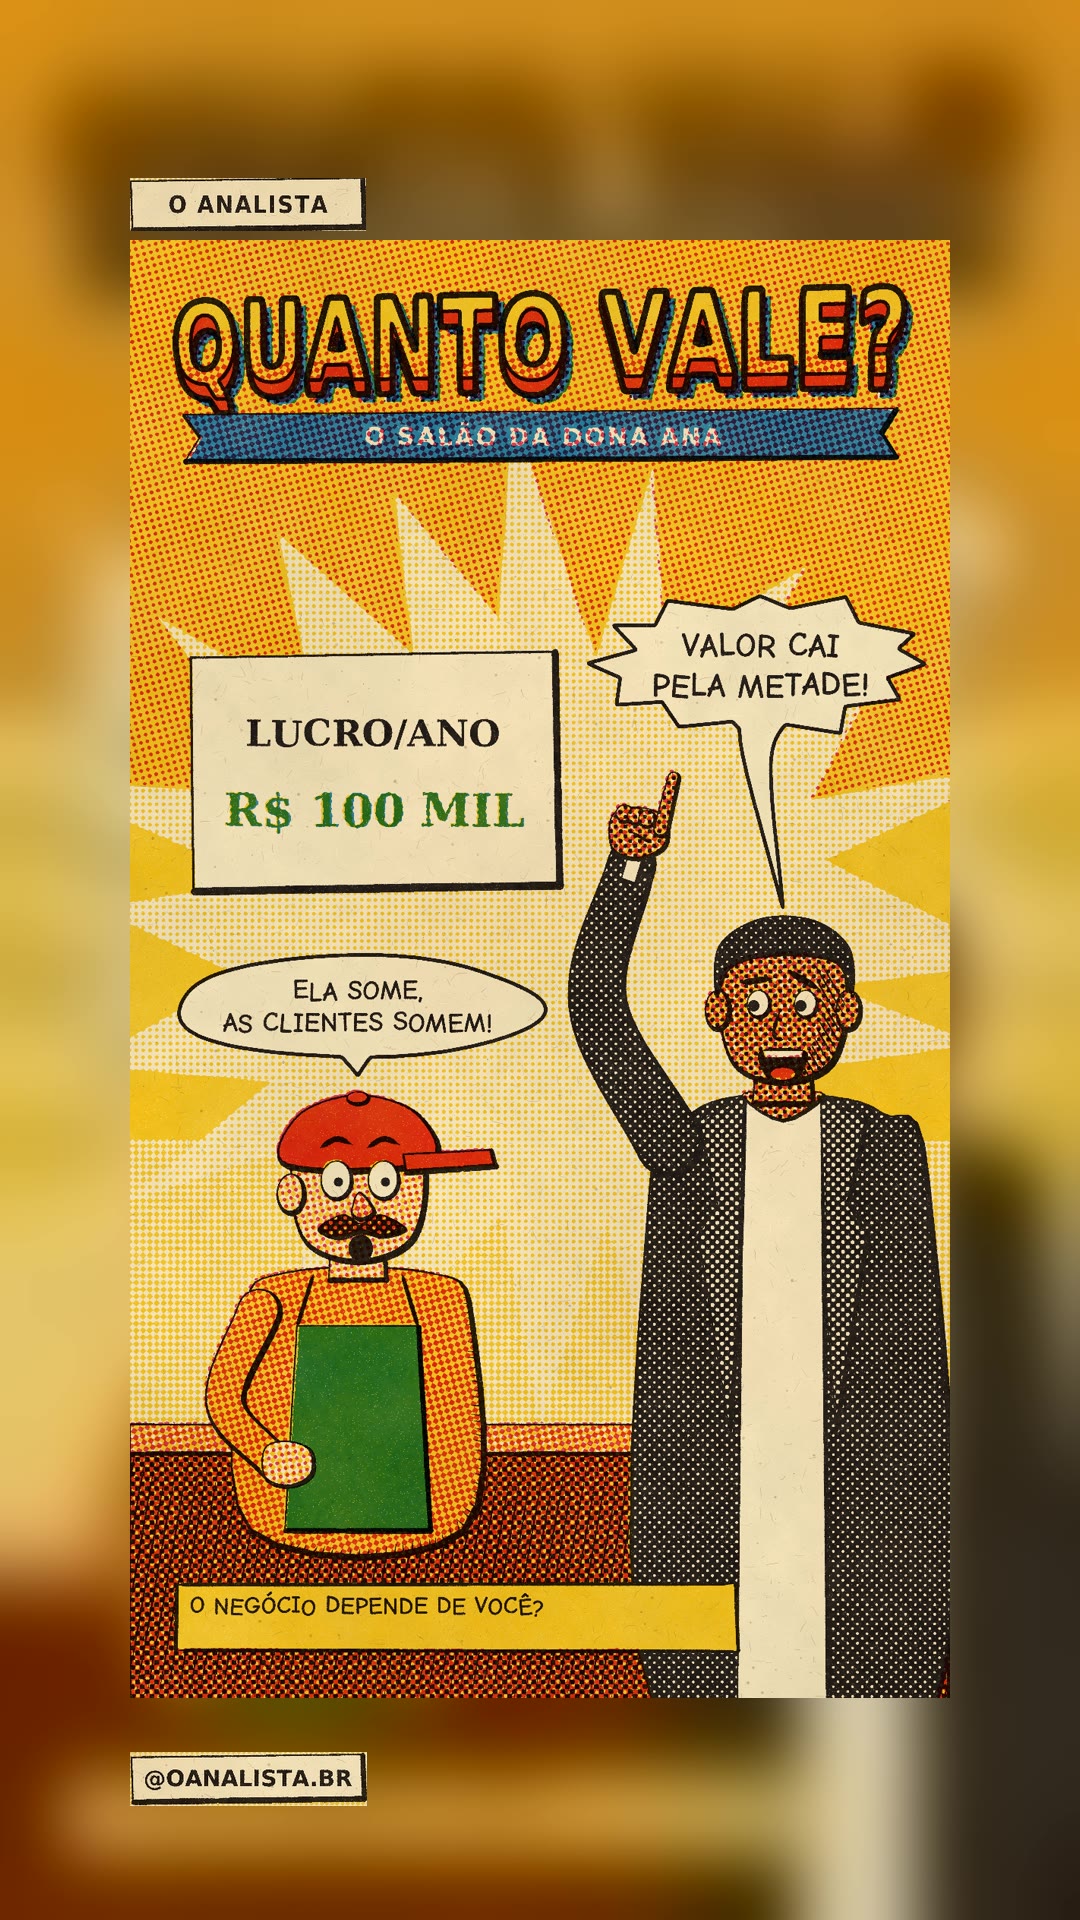 O ANALISTA
QUANTO VALE?
O SALÃO DA DONA ANA
VALOR CAI
PELA METADE!
LUCRO/ANO
R$ 100 MIL
ELA SOME,
AS CLIENTES SOMEM!
O NEGÓCIO DEPENDE DE VOCÊ?
@OANALISTA.BR